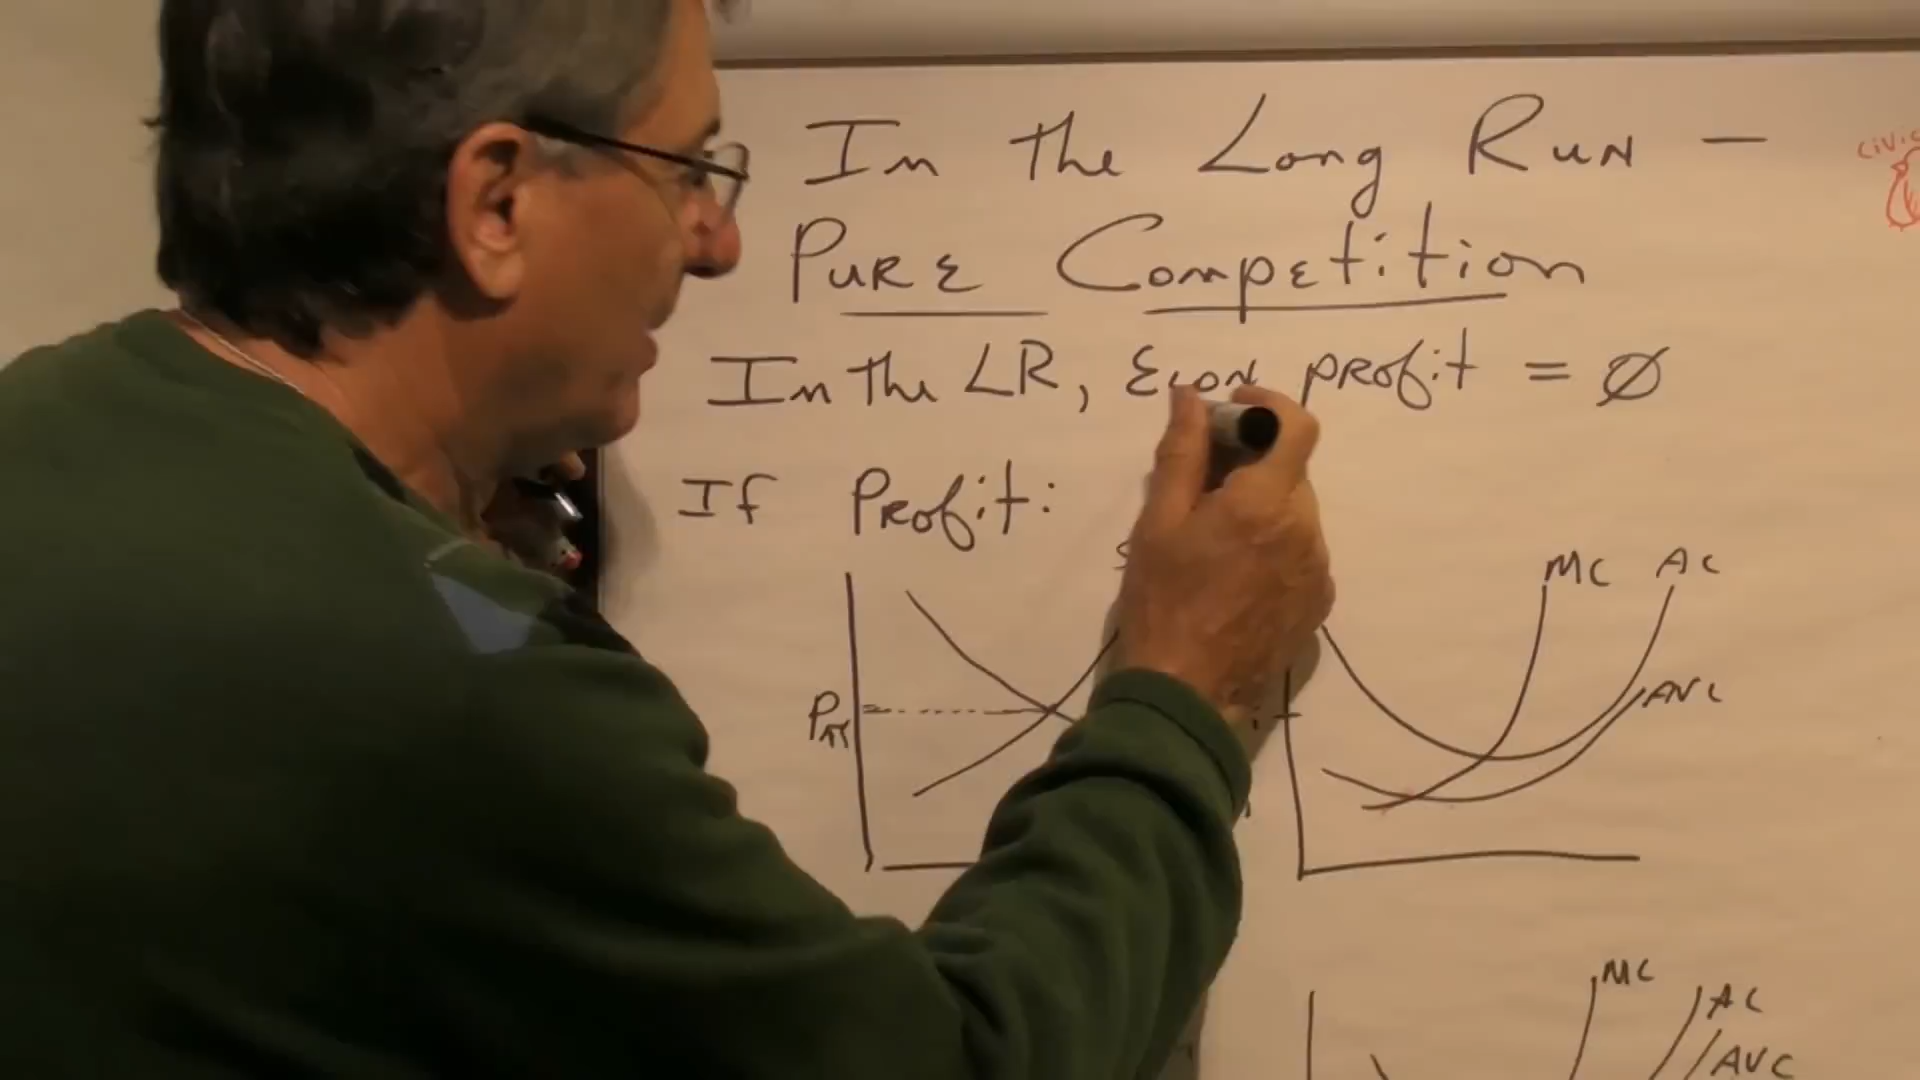 In the Long Run -
Pure Competition
In the LR, Econ profit = Ø
If Profit:
MC AC
AVC
MC
AC
AVC
civic